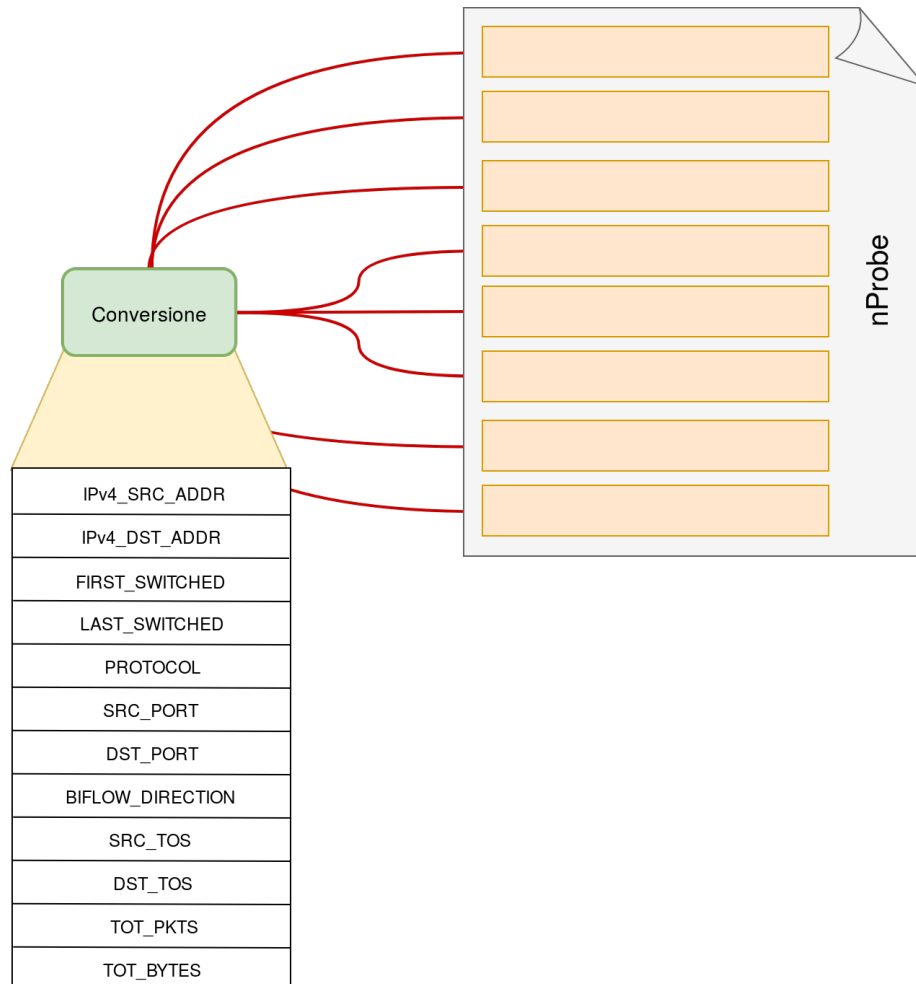 nProbe
Conversione
IPv4_SRC_ADDR
IPv4_DST_ADDR
FIRST_SWITCHED
LAST_SWITCHED
PROTOCOL
SRC_PORT
DST_PORT
BIFLOW_DIRECTION
SRC_TOS
DST_TOS
TOT_PKTS
TOT_BYTES